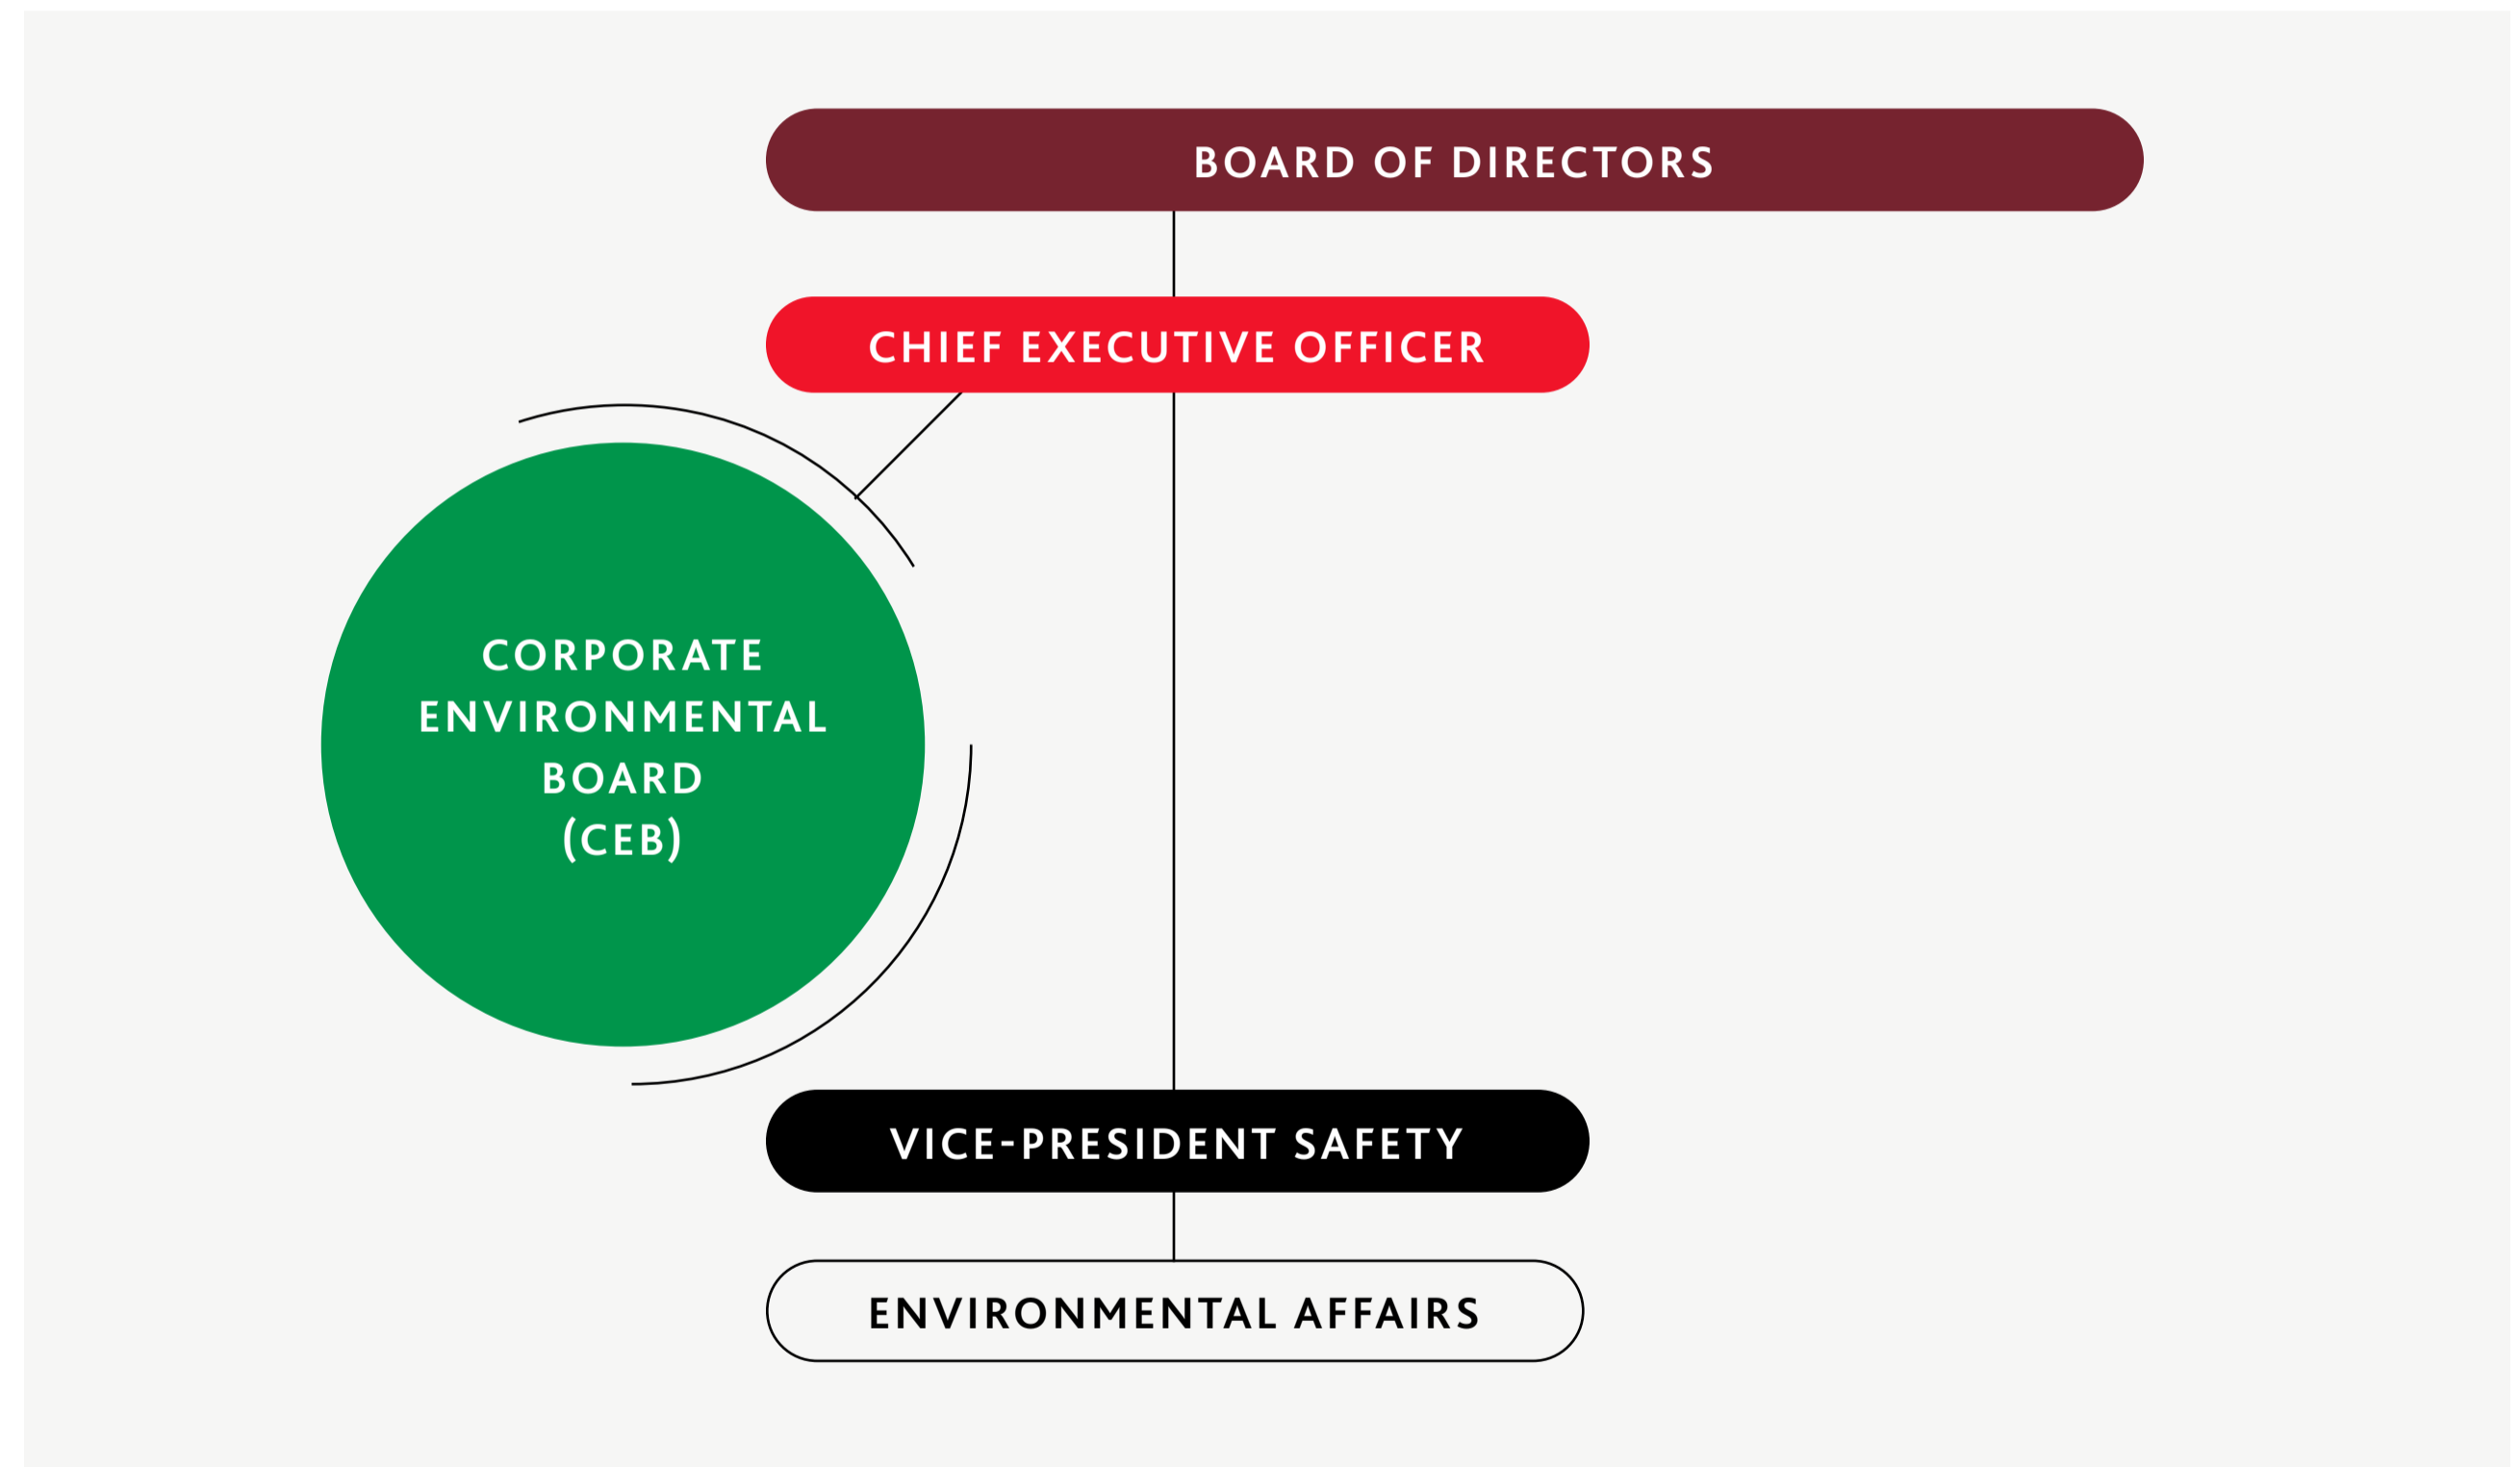 BOARD OF DIRECTORS
CHIEF EXECUTIVE OFFICER
CORPORATE
ENVIRONMENTAL
BOARD
(CEB)
VICE-PRESIDENT SAFETY
ENVIRONMENTAL AFFAIRS